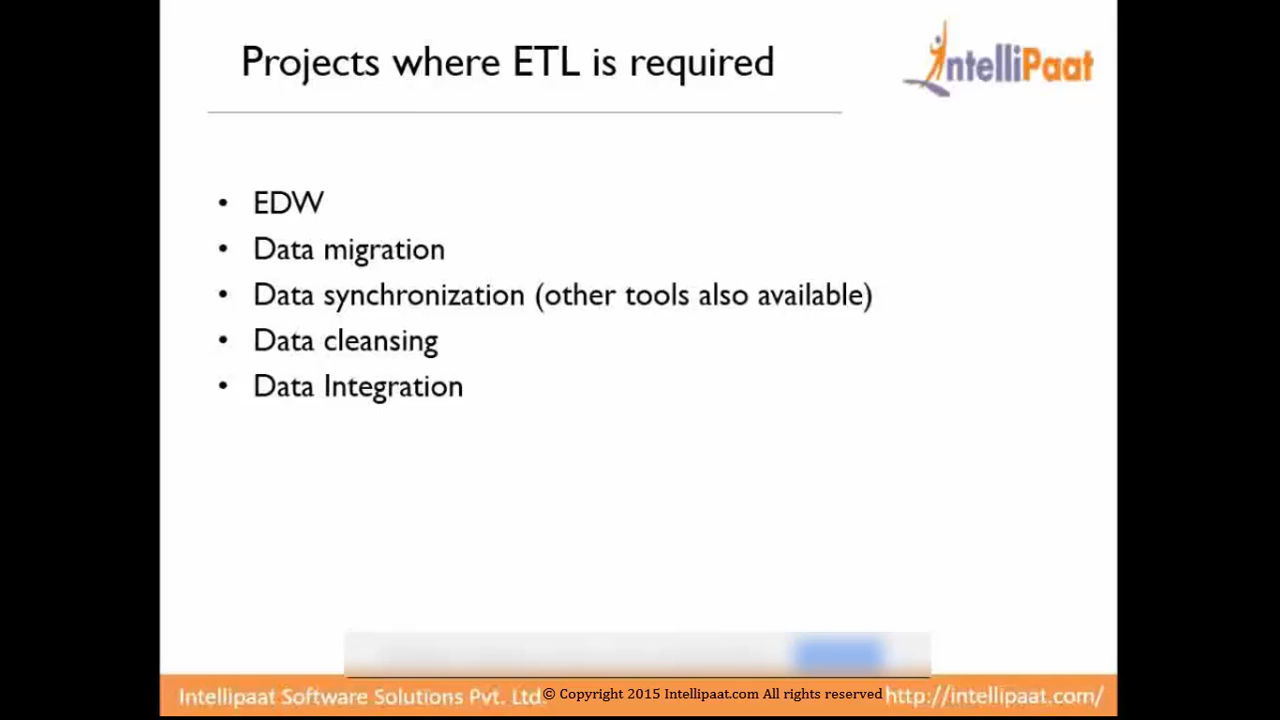 Projects where ETL is required
IntelliPaat
• EDW
• Data migration
• Data synchronization (other tools also available)
• Data cleansing
• Data Integration
Intellipaat Software Solutions Pvt. Ltd. © Copyright 2015 Intellipaat.com All rights reserved http://intellipaat.com/